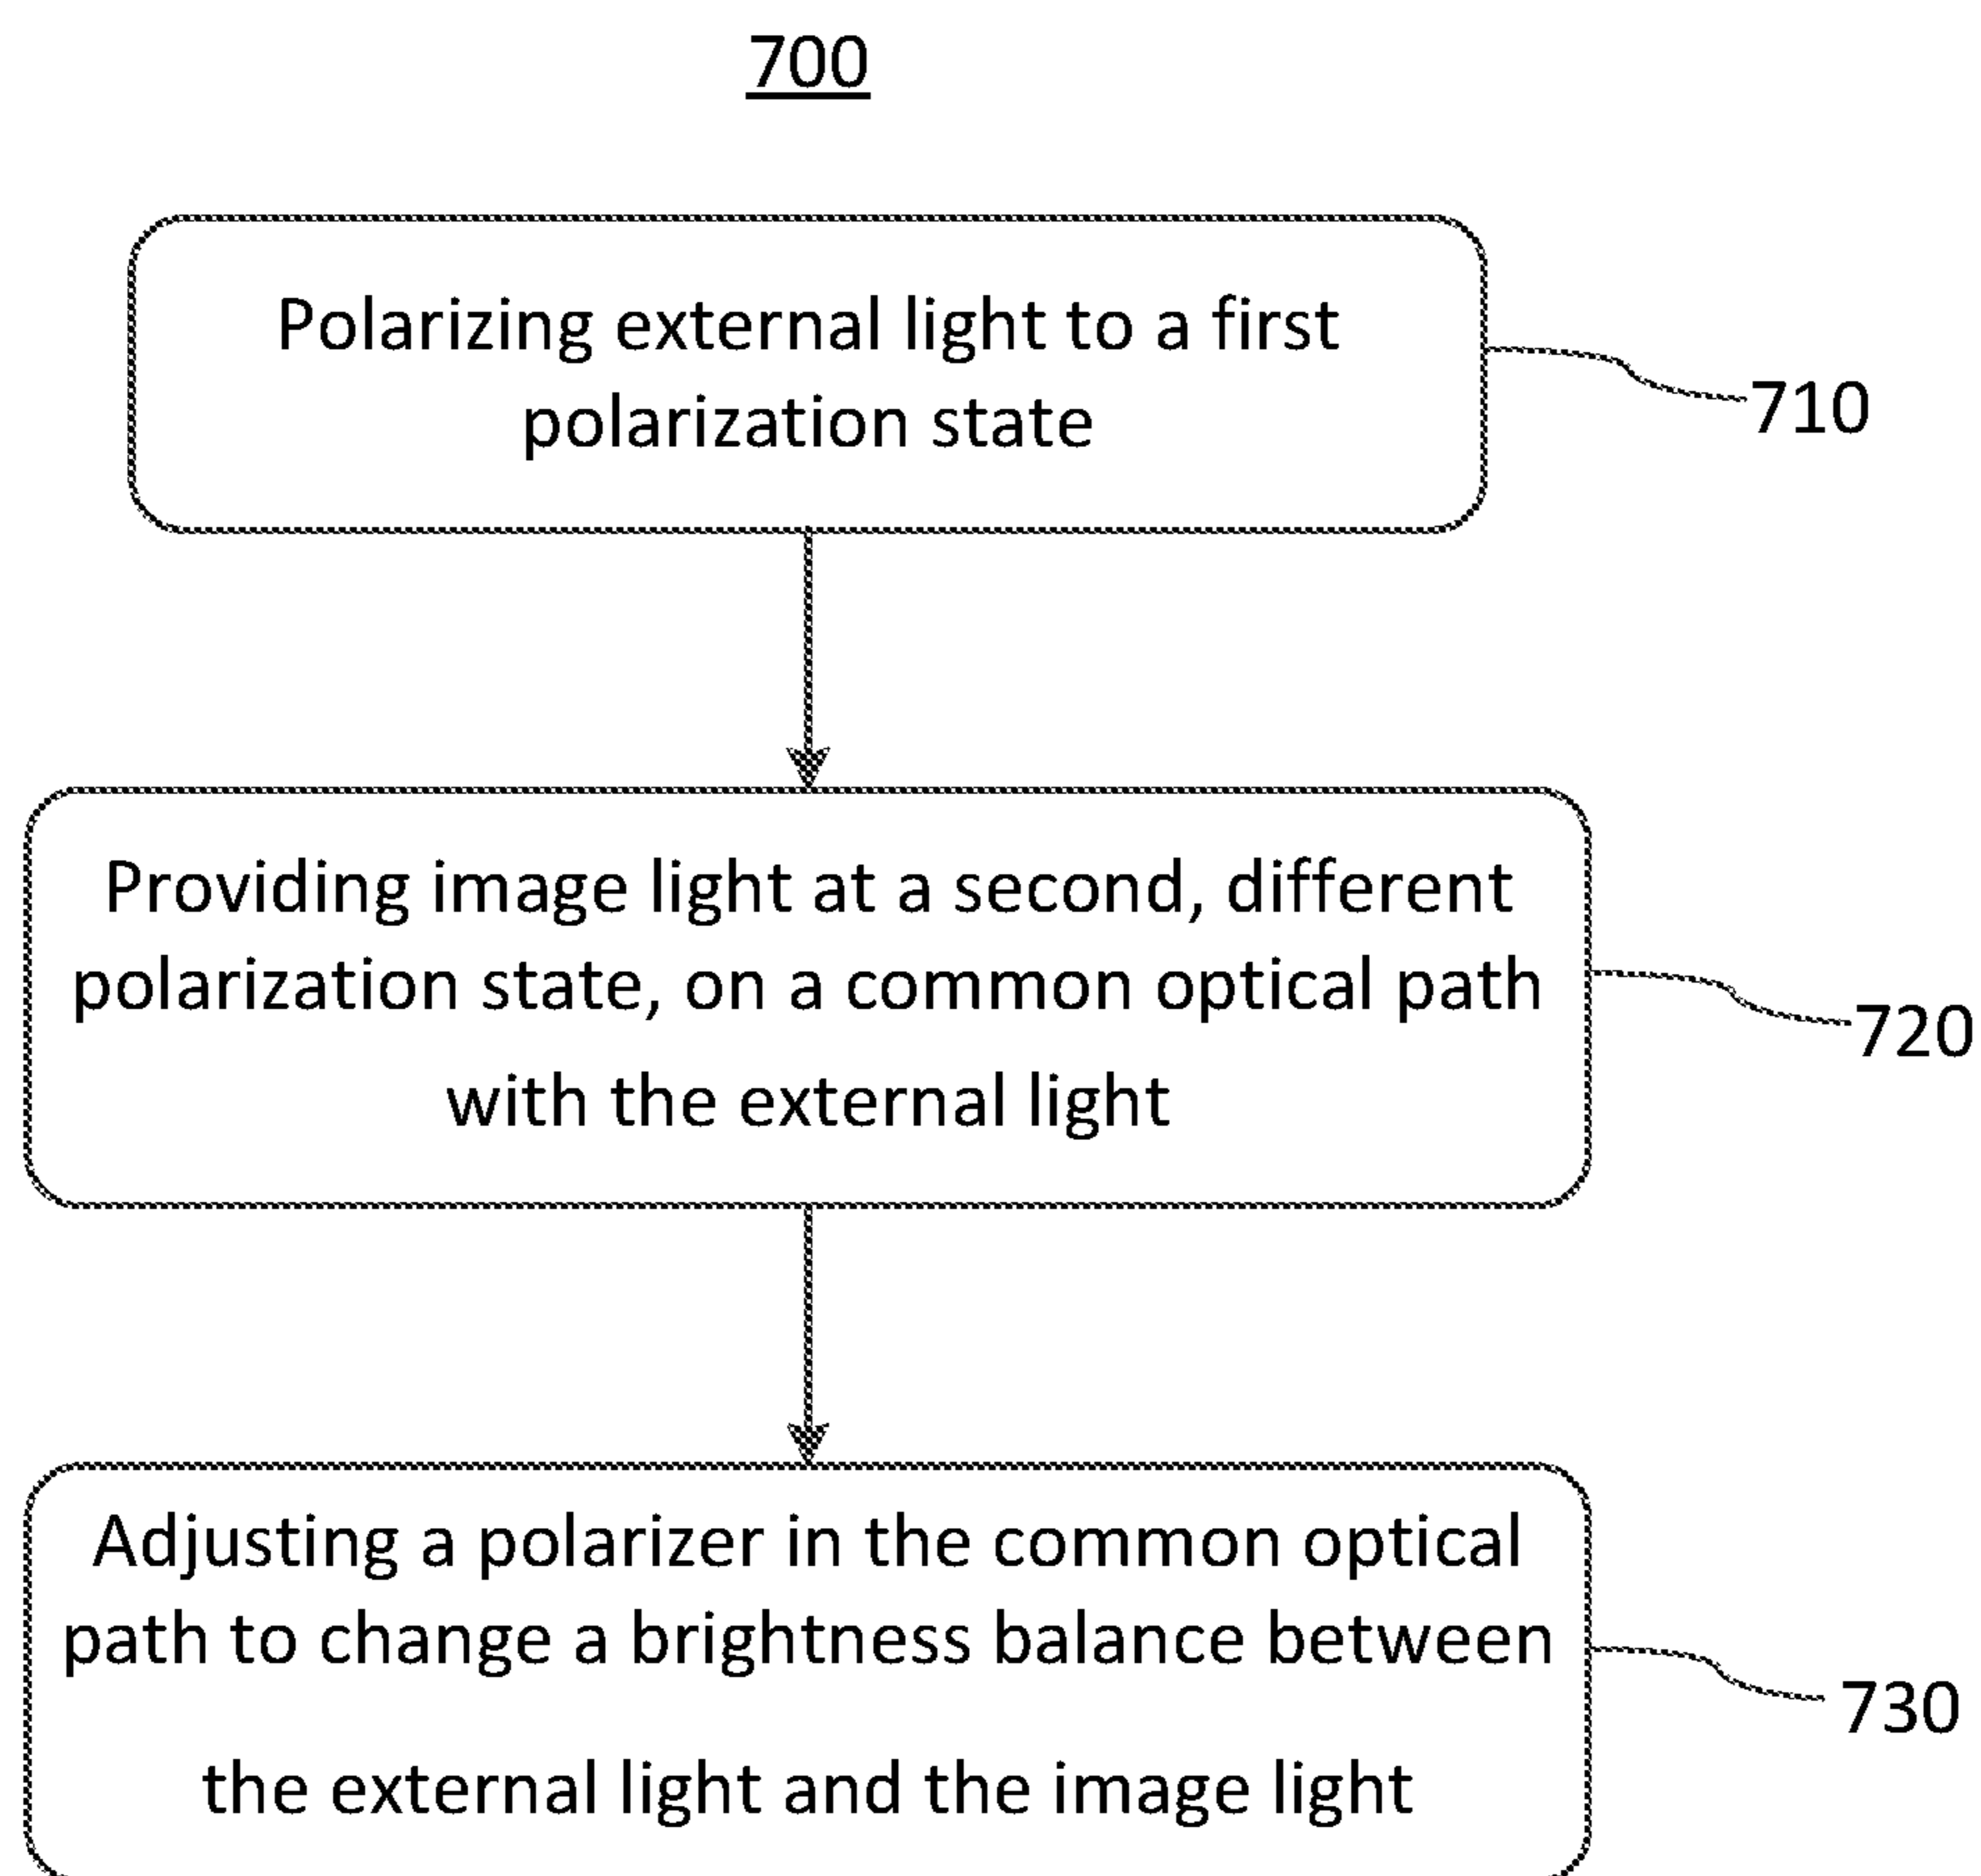 700
Polarizing external light to a first
polarization state
710
Providing image light at a second, different
polarization state, on a common optical path
with the external light
720
Adjusting a polarizer in the common optical
path to change a brightness balance between
the external light and the image light
730